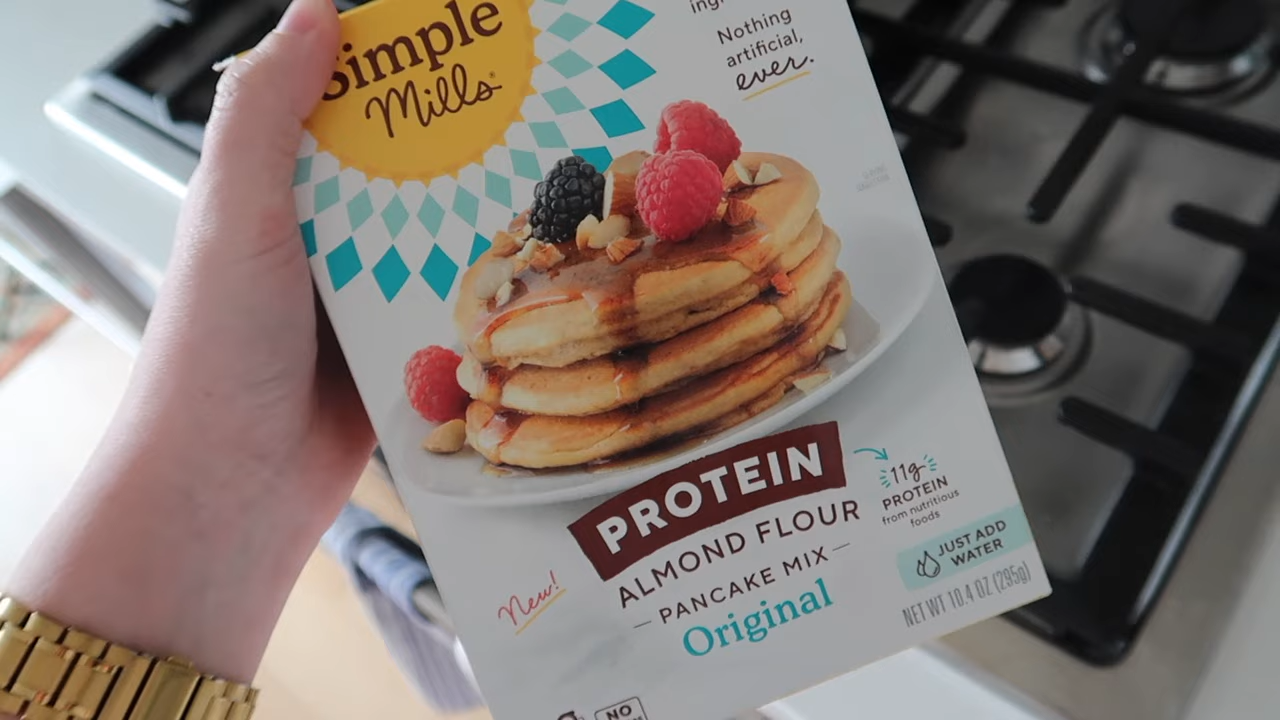 Simple
Mills
Nothing
artificial,
ever.
PROTEIN
ALMOND FLOUR
PANCAKE MIX
Original
New!
11g
PROTEIN
from nutritious
foods
JUST ADD
WATER
NET WT 10.4 OZ (295g)
NO